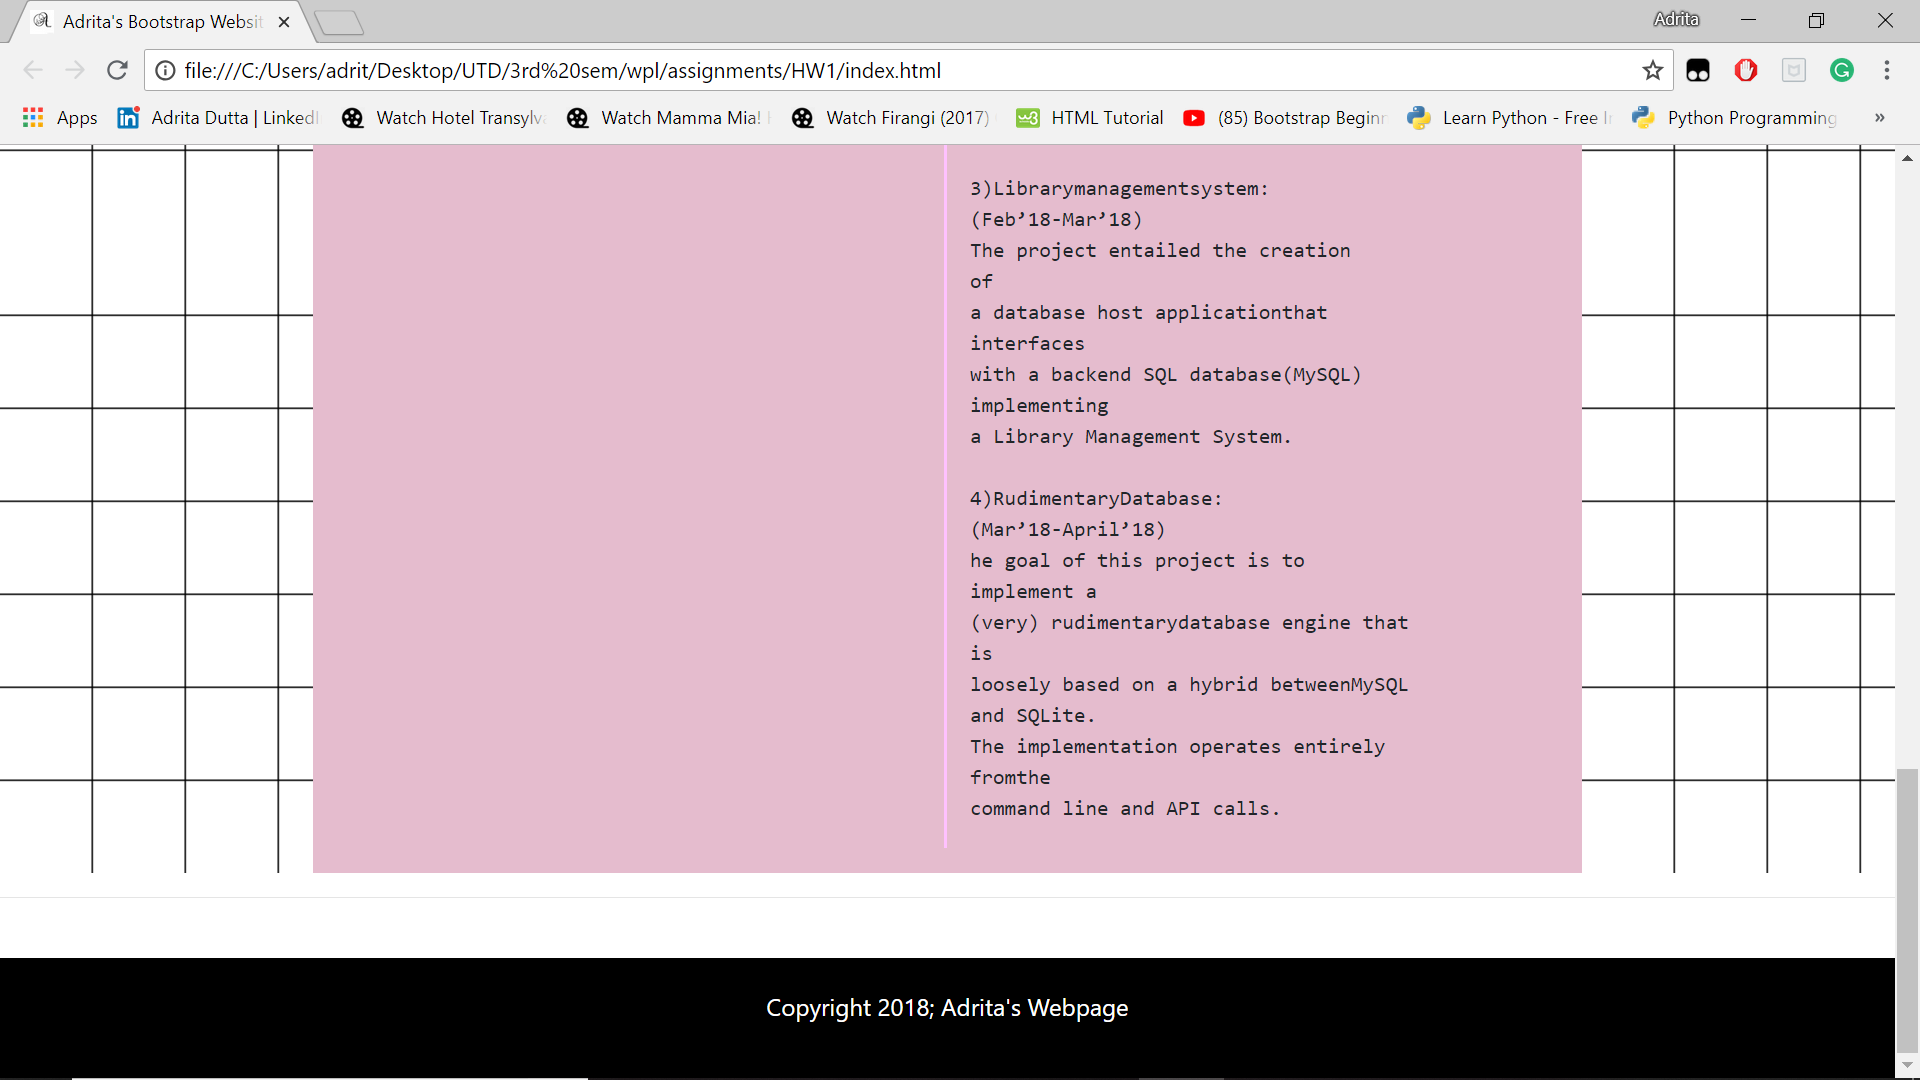 Adrita's Bootstrap Websit
Adrita
file:///C:/Users/adrit/Desktop/UTD/3rd%20sem/wpl/assignments/HW1/index.html
Apps Adrita Dutta | LinkedI Watch Hotel Transylva Watch Mamma Mia! Watch Firangi (2017) HTML Tutorial (85) Bootstrap Beginn Learn Python - Free Programming Python Programming »
3)Librarymanagementsystem:
(Feb’18-Mar’18)
The project entailed the creation
of
a database host applicationthat
interfaces
with a backend SQL database(MySQL)
implementing
a Library Management System.
4)RudimentaryDatabase:
(Mar’18-April’18)
he goal of this project is to
implement a
(very) rudimentarydatabase engine that
is
loosely based on a hybrid betweenMySQL
and SQLite.
The implementation operates entirely
fromthe
command line and API calls.
Copyright 2018; Adrita's Webpage